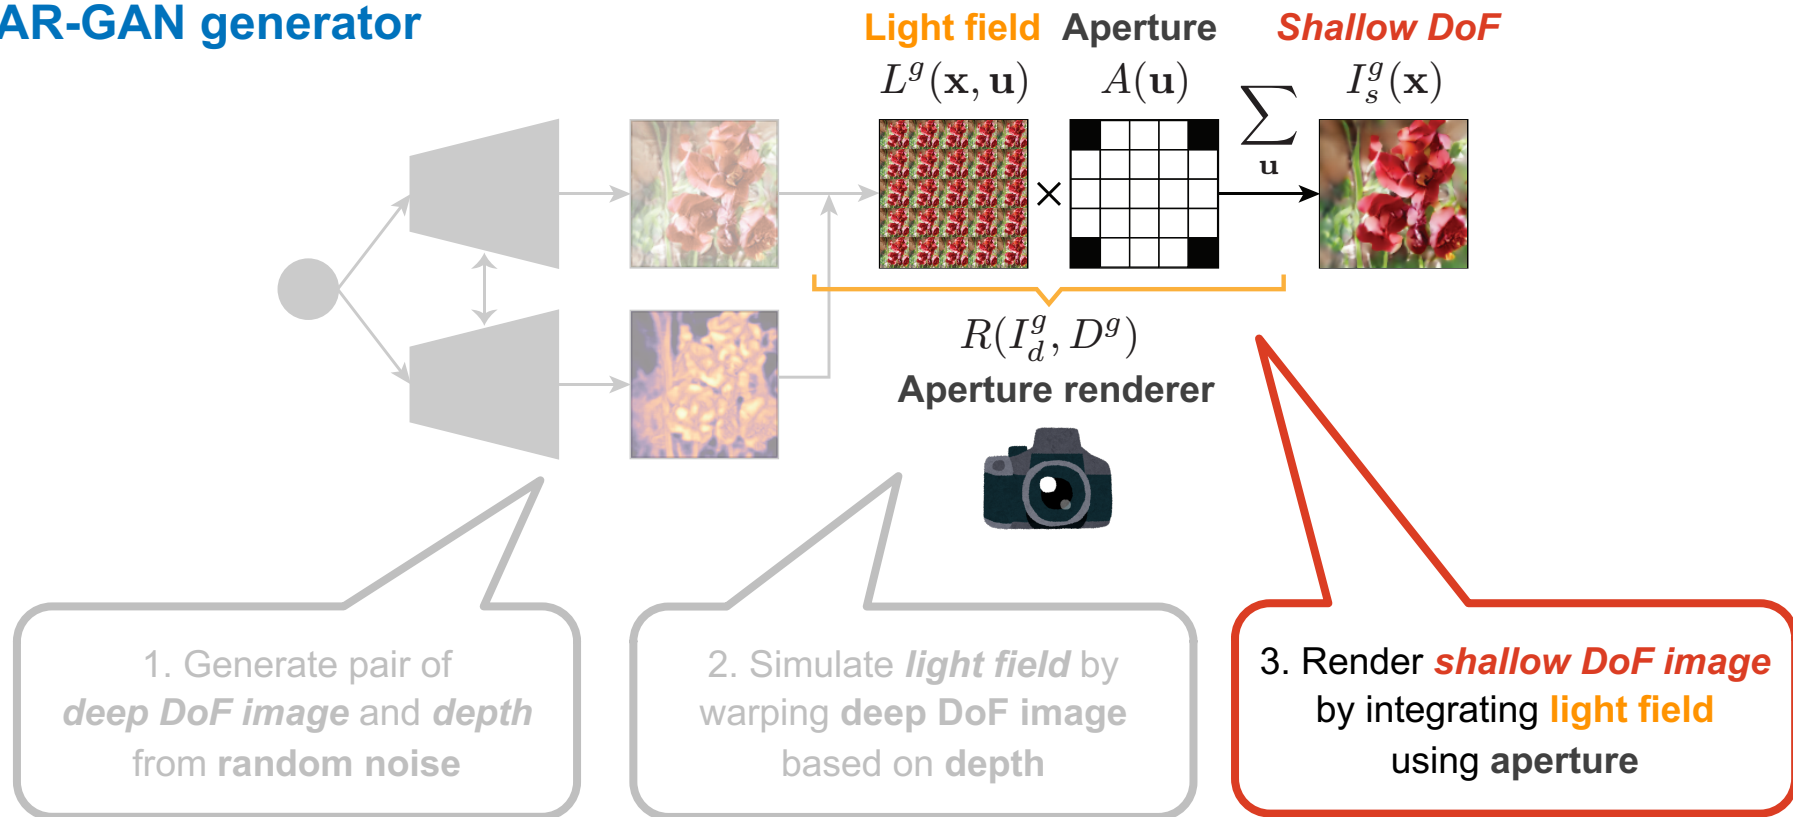 AR-GAN generator
Light field Aperture Shallow DoF
L^g(x, u) A(u) I_s^g(x)
× ∑_u
R(I_d^g, D^g)
Aperture renderer
1. Generate pair of
deep DoF image and depth
from random noise
2. Simulate light field by
warping deep DoF image
based on depth
3. Render shallow DoF image
by integrating light field
using aperture